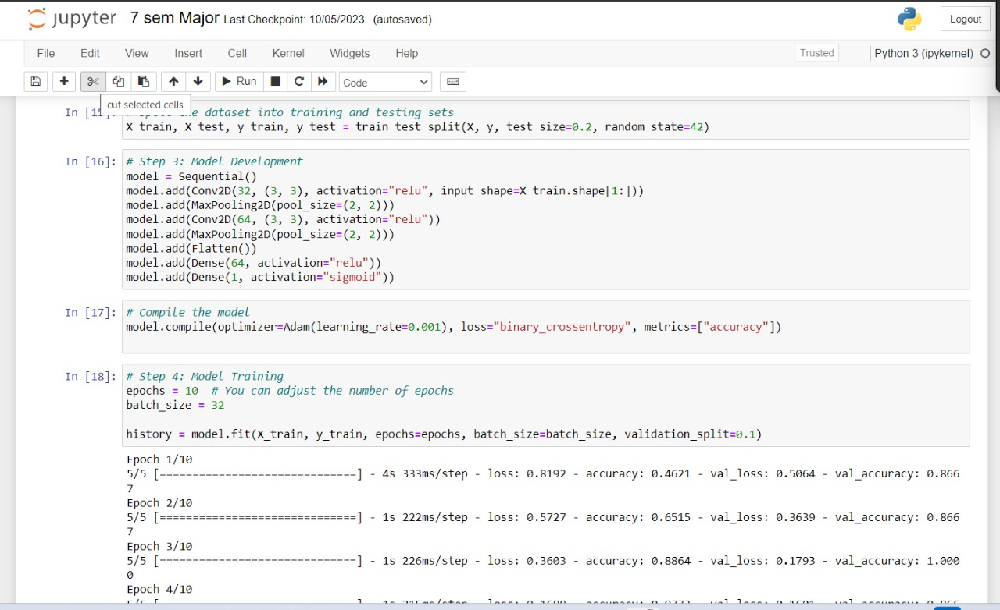 jupyter 7 sem Major Last Checkpoint: 10/05/2023 (autosaved) Logout
File Edit View Insert Cell Kernel Widgets Help Trusted Python 3 (ipykernel)
Run Code
cut selected cells
In [15]: the dataset into training and testing sets
X_train, X_test, y_train, y_test = train_test_split(X, y, test_size=0.2, random_state=42)
In [16]: # Step 3: Model Development
model = Sequential()
model.add(Conv2D(32, (3, 3), activation="relu", input_shape=X_train.shape[1:]))
model.add(MaxPooling2D(pool_size=(2, 2)))
model.add(Conv2D(64, (3, 3), activation="relu"))
model.add(MaxPooling2D(pool_size=(2, 2)))
model.add(Flatten())
model.add(Dense(64, activation="relu"))
model.add(Dense(1, activation="sigmoid"))
In [17]: # Compile the model
model.compile(optimizer=Adam(learning_rate=0.001), loss="binary_crossentropy", metrics=["accuracy"])
In [18]: # Step 4: Model Training
epochs = 10 # You can adjust the number of epochs
batch_size = 32
history = model.fit(X_train, y_train, epochs=epochs, batch_size=batch_size, validation_split=0.1)
Epoch 1/10
5/5 [==============================] - 4s 333ms/step - loss: 0.8192 - accuracy: 0.4621 - val_loss: 0.5064 - val_accuracy: 0.866
7
Epoch 2/10
5/5 [==============================] - 1s 222ms/step - loss: 0.5727 - accuracy: 0.6515 - val_loss: 0.3639 - val_accuracy: 0.866
7
Epoch 3/10
5/5 [==============================] - 1s 226ms/step - loss: 0.3603 - accuracy: 0.8864 - val_loss: 0.1793 - val_accuracy: 1.000
0
Epoch 4/10